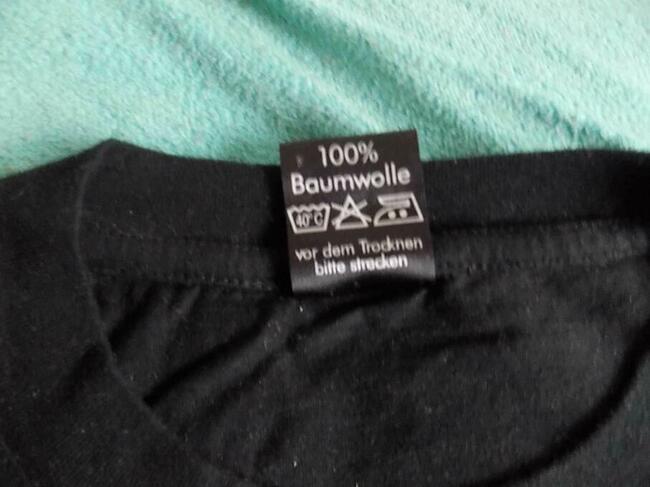 100%
Baumwolle
40°C
vor dem Trocknen
bitte strecken